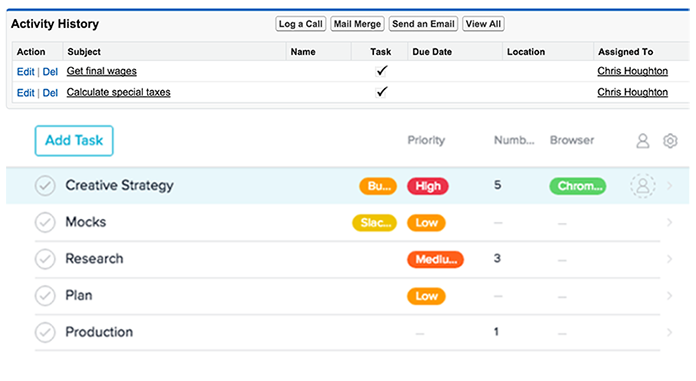 Activity History Log a Call Mail Merge Send an Email View All
Action Subject Name Task Due Date Location Assigned To
Edit | Del Get final wages Chris Houghton
Edit | Del Calculate special taxes Chris Houghton
Add Task Priority Numb... Browser
Creative Strategy Bu... High 5 Chrom...
Mocks Slac... Low —
Research Mediu... 3 —
Plan Low — —
Production — 1 —